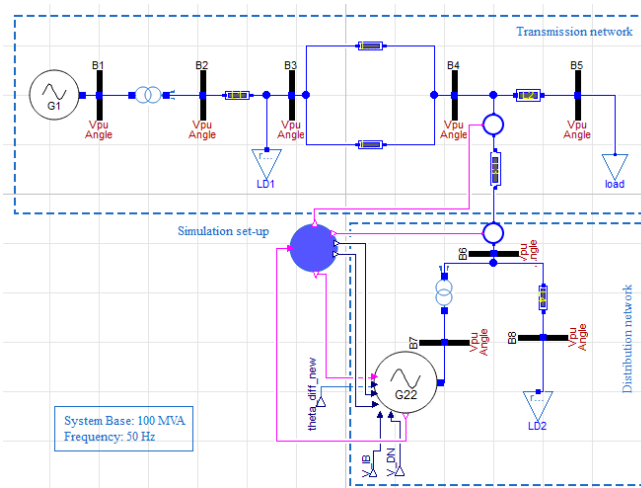 Transmission network
B1
B2
B3
B4
B5
G1
Vpu
Angle
Vpu
Angle
Vpu
Angle
Vpu
Angle
Vpu
Angle
r...
LD1
r...
load
Simulation set-up
B6
Vpu
Angle
B7
Vpu
Angle
B8
Vpu
Angle
Distribution network
G22
theta_diff_new
LD2
V_IB
V_DN
System Base: 100 MVA
Frequency: 50 Hz